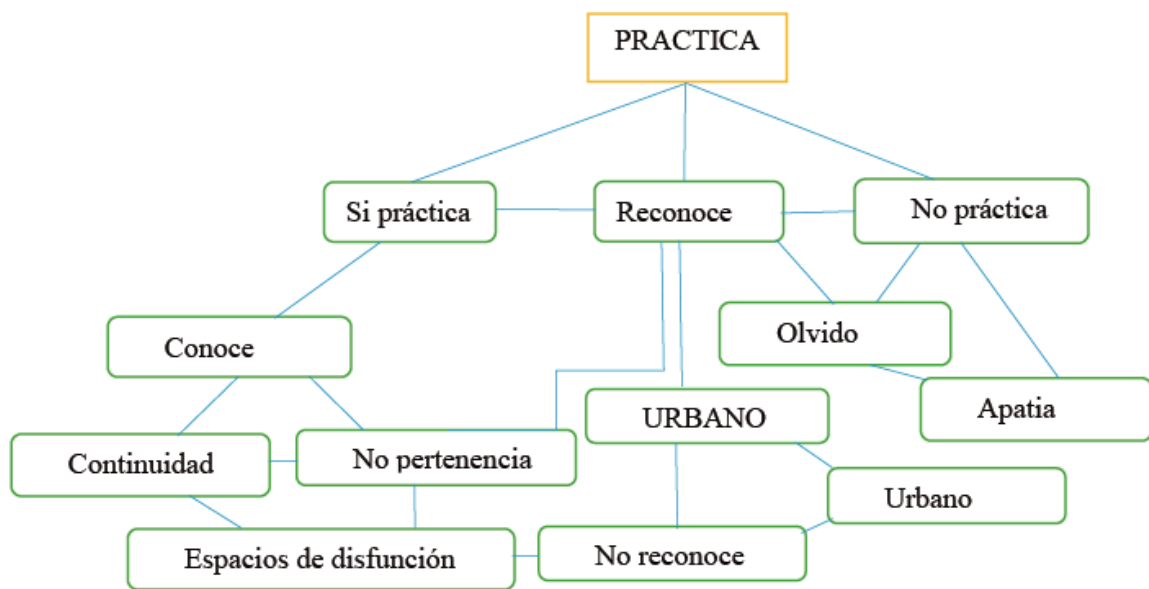 PRACTICA
Si práctica
Reconoce
No práctica
Conoce
Olvido
URBANO
Apatia
Continuidad
No pertenencia
Urbano
Espacios de disfunción
No reconoce